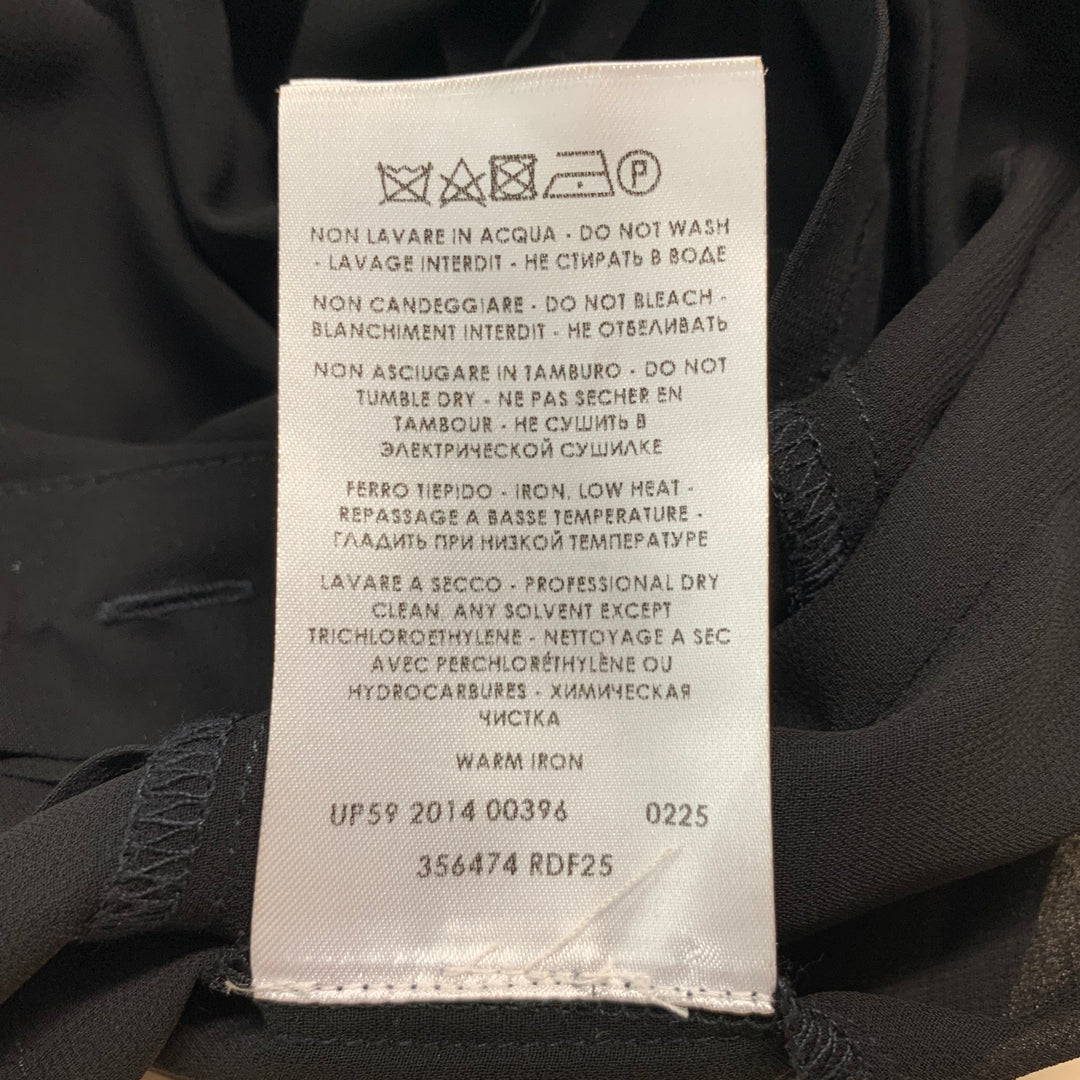 P
NON LAVARE IN ACQUA - DO NOT WASH
- LAVAGE INTERDIT - НЕ СТИРАТЬ В ВОДЕ
NON CANDEGGIARE - DO NOT BLEACH -
BLANCHIMENT INTERDIT - НЕ ОТБЕЛИВАТЬ
NON ASCIUGARE IN TAMBURO - DO NOT
TUMBLE DRY - NE PAS SECHER EN
TAMBOUR - НЕ СУШИТЬ В
ЭЛЕКТРИЧЕСКОЙ СУШИЛКЕ
FERRO TIEPIDO - IRON, LOW HEAT -
REPASSAGE A BASSE TEMPERATURE -
ГЛАДИТЬ ПРИ НИЗКОЙ ТЕМПЕРАТУРЕ
LAVARE A SECCO - PROFESSIONAL DRY
CLEAN, ANY SOLVENT EXCEPT
TRICHLOROETHYLENE - NETTOYAGE A SEC
AVEC PERCHLORÉTHYLÈNE OU
HYDROCARBURES - ХИМИЧЕСКАЯ
ЧИСТКА
WARM IRON
UP59 2014 00396 0225
356474 RDF25